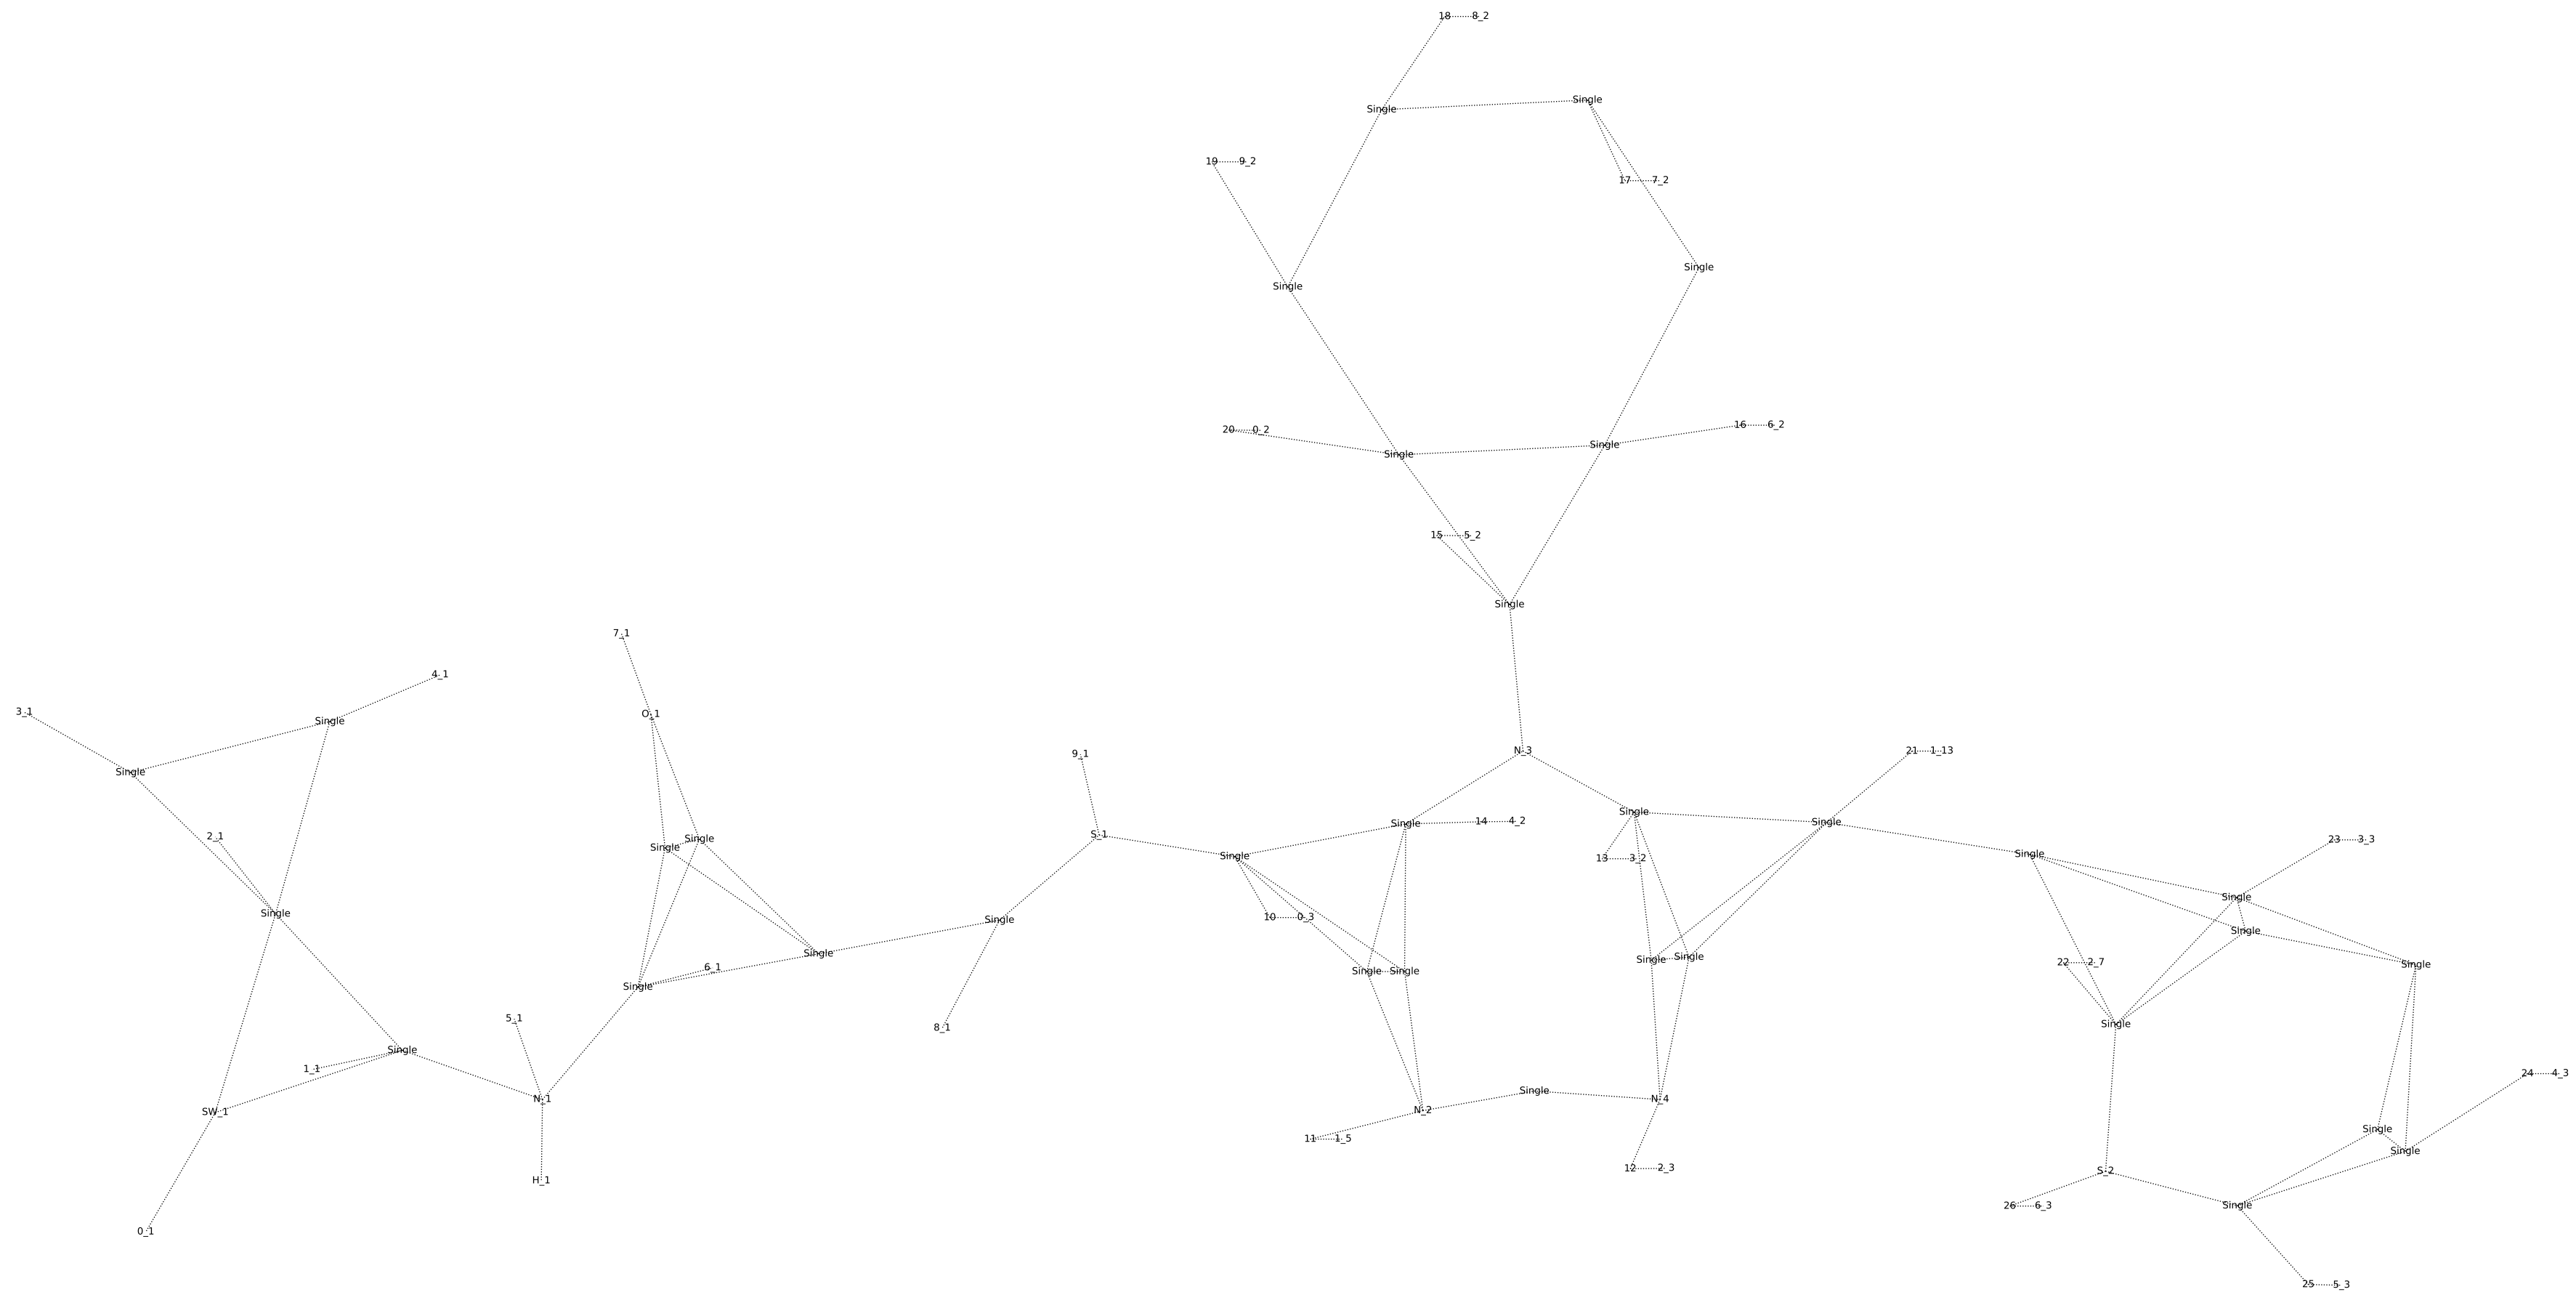 18 8_2
Single
Single
19 9_2
17 7_2
Single
Single
20 0_2
16 6_2
Single
Single
15 5_2
Single
7_1
4_1
3_1
O_1
Single
9_1
N_3
21 1_13
Single
Single
14 4_2
Single
Single
2_1
S_1
Single
Single
23 3_3
Single
Single
13 3_2
Single
Single
Single
10 0_3
Single
Single
Single
Single
Single
22 2_7
Single
6_1
Single
Single
Single
Single
5_1
8_1
Single
Single
1_1
24 4_3
Single
N_1
N_4
SW_1
N_2
Single
11 1_5
Single
12 2_3
S_2
H_1
26 6_3
Single
0_1
25 5_3